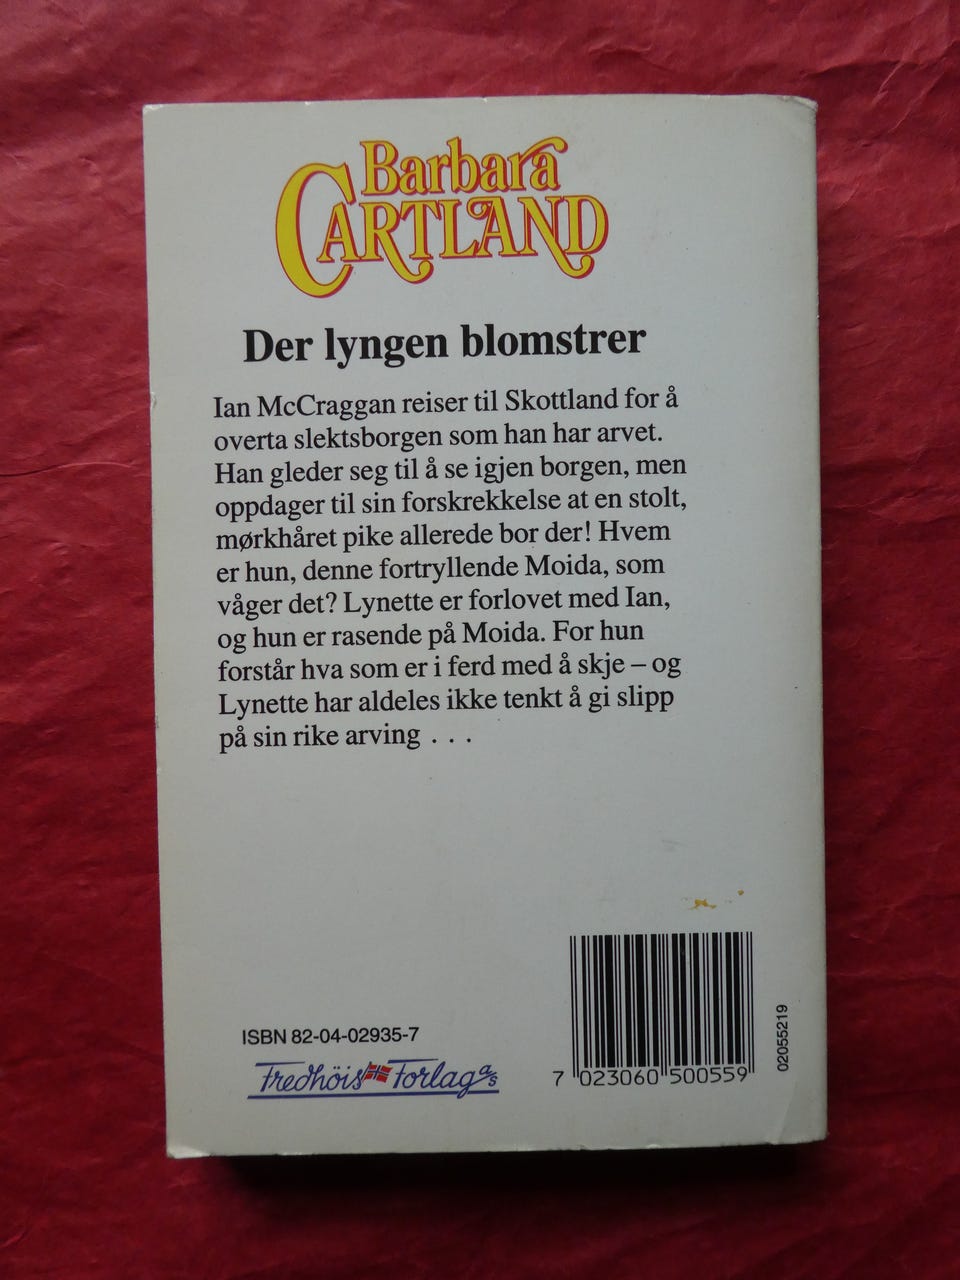 Barbara
CARTLAND
Der lyngen blomstrer
Ian McCraggan reiser til Skottland for å
overta slektsborgen som han har arvet.
Han gleder seg til å se igjen borgen, men
oppdager til sin forskrekkelse at en stolt,
mørkhåret pike allerede bor der! Hvem
er hun, denne fortryllende Moida, som
våger det? Lynette er forlovet med Ian,
og hun er rasende på Moida. For hun
forstår hva som er i ferd med å skje – og
Lynette har aldeles ikke tenkt å gi slipp
på sin rike arving . . .
ISBN 82-04-02935-7
Fredhöis Forlag a/s
7 023060 500559
02055219